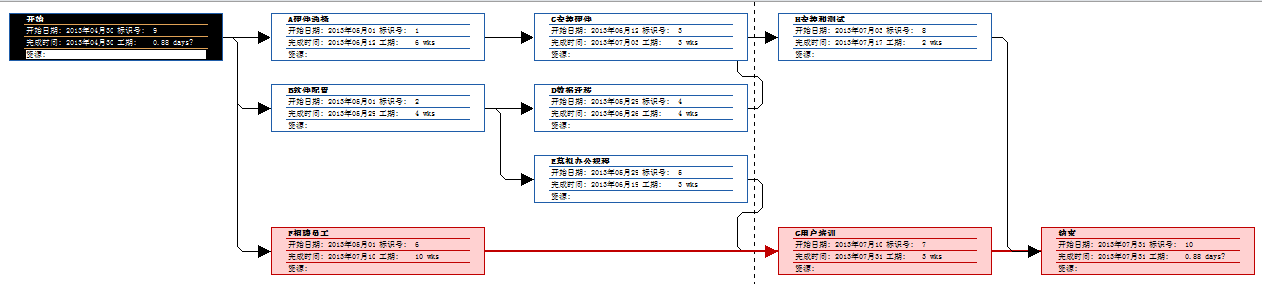 开始
开始日期: 2013年04月30 标识号: 9
完成时间: 2013年04月30 工期: 0.88 days?
资源:
A硬件选择
开始日期: 2013年05月01 标识号: 1
完成时间: 2013年06月12 工期: 6 wks
资源:
C安装硬件
开始日期: 2013年06月12 标识号: 3
完成时间: 2013年07月03 工期: 3 wks
资源:
H安装和测试
开始日期: 2013年07月03 标识号: 8
完成时间: 2013年07月17 工期: 2 wks
资源:
B软件配置
开始日期: 2013年05月01 标识号: 2
完成时间: 2013年05月29 工期: 4 wks
资源:
D数据迁移
开始日期: 2013年05月29 标识号: 4
完成时间: 2013年06月26 工期: 4 wks
资源:
E草拟办公规程
开始日期: 2013年05月29 标识号: 5
完成时间: 2013年06月19 工期: 3 wks
资源:
F招聘员工
开始日期: 2013年05月01 标识号: 6
完成时间: 2013年07月10 工期: 10 wks
资源:
G用户培训
开始日期: 2013年07月10 标识号: 7
完成时间: 2013年07月31 工期: 3 wks
资源:
结束
开始日期: 2013年07月31 标识号: 10
完成时间: 2013年07月31 工期: 0.88 days?
资源: